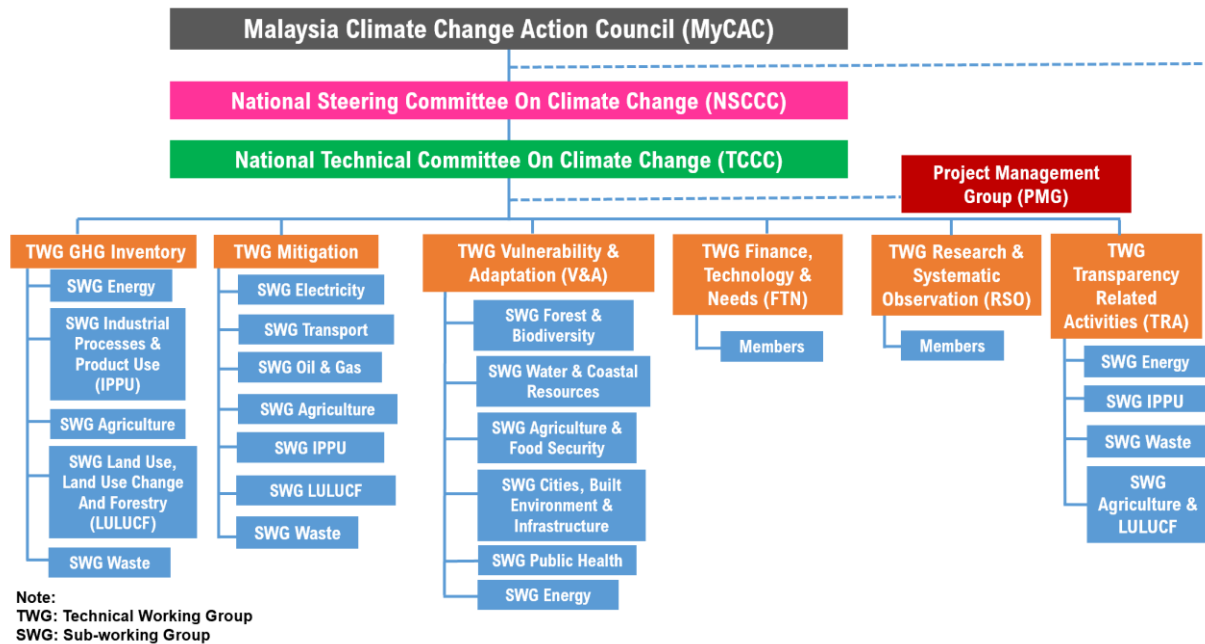 Malaysia Climate Change Action Council (MyCAC)
National Steering Committee On Climate Change (NSCCC)
National Technical Committee On Climate Change (TCCC)
Project Management
Group (PMG)
TWG GHG Inventory
SWG Energy
SWG Industrial
Processes &
Product Use
(IPPU)
SWG Agriculture
SWG Land Use,
Land Use Change
And Forestry
(LULUCF)
SWG Waste
TWG Mitigation
SWG Electricity
SWG Transport
SWG Oil & Gas
SWG Agriculture
SWG IPPU
SWG LULUCF
SWG Waste
TWG Vulnerability &
Adaptation (V&A)
SWG Forest &
Biodiversity
SWG Water & Coastal
Resources
SWG Agriculture &
Food Security
SWG Cities, Built
Environment &
Infrastructure
SWG Public Health
SWG Energy
TWG Finance,
Technology &
Needs (FTN)
Members
TWG Research &
Systematic
Observation (RSO)
Members
TWG
Transparency
Related
Activities (TRA)
SWG Energy
SWG IPPU
SWG Waste
SWG
Agriculture &
LULUCF
Note:
TWG: Technical Working Group
SWG: Sub-working Group